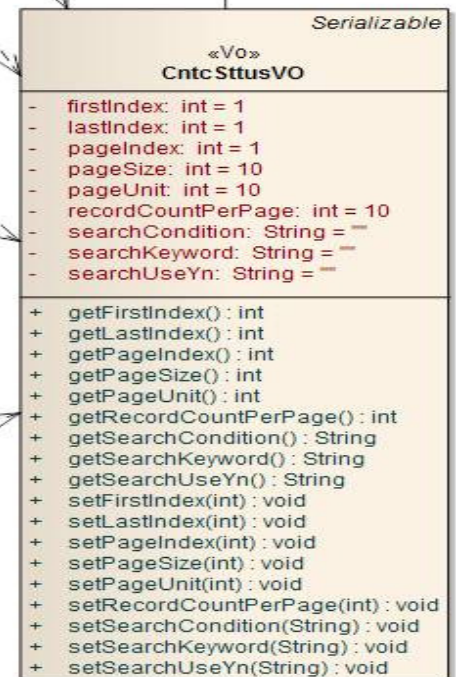 Serializable
«Vo»
CntcSttusVO
- firstIndex: int = 1
- lastIndex: int = 1
- pageIndex: int = 1
- pageSize: int = 10
- pageUnit: int = 10
- recordCountPerPage: int = 10
- searchCondition: String = ""
- searchKeyword: String = ""
- searchUseYn: String = ""
+ getFirstIndex() : int
+ getLastIndex() : int
+ getPageIndex() : int
+ getPageSize() : int
+ getPageUnit() : int
+ getRecordCountPerPage() : int
+ getSearchCondition() : String
+ getSearchKeyword() : String
+ getSearchUseYn() : String
+ setFirstIndex(int) : void
+ setLastIndex(int) : void
+ setPageIndex(int) : void
+ setPageSize(int) : void
+ setPageUnit(int) : void
+ setRecordCountPerPage(int) : void
+ setSearchCondition(String) : void
+ setSearchKeyword(String) : void
+ setSearchUseYn(String) : void